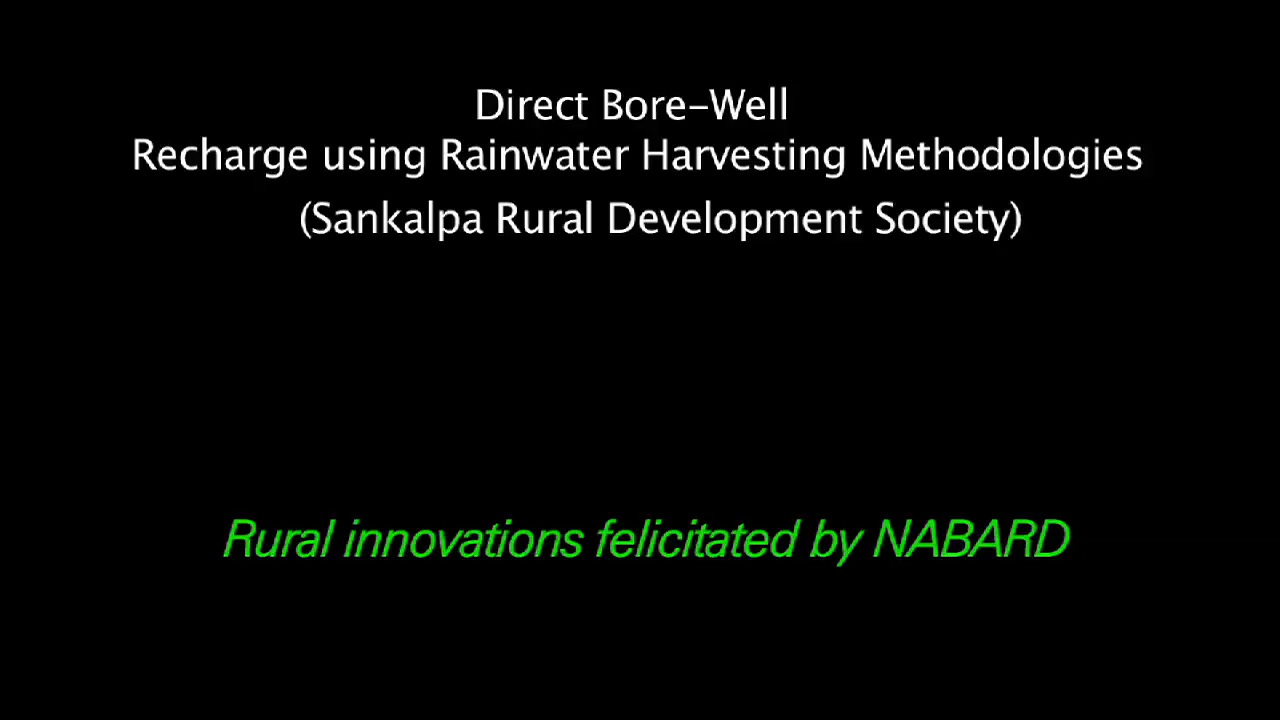 Direct Bore-Well
Recharge using Rainwater Harvesting Methodologies
(Sankalpa Rural Development Society)
Rural innovations felicitated by NABARD